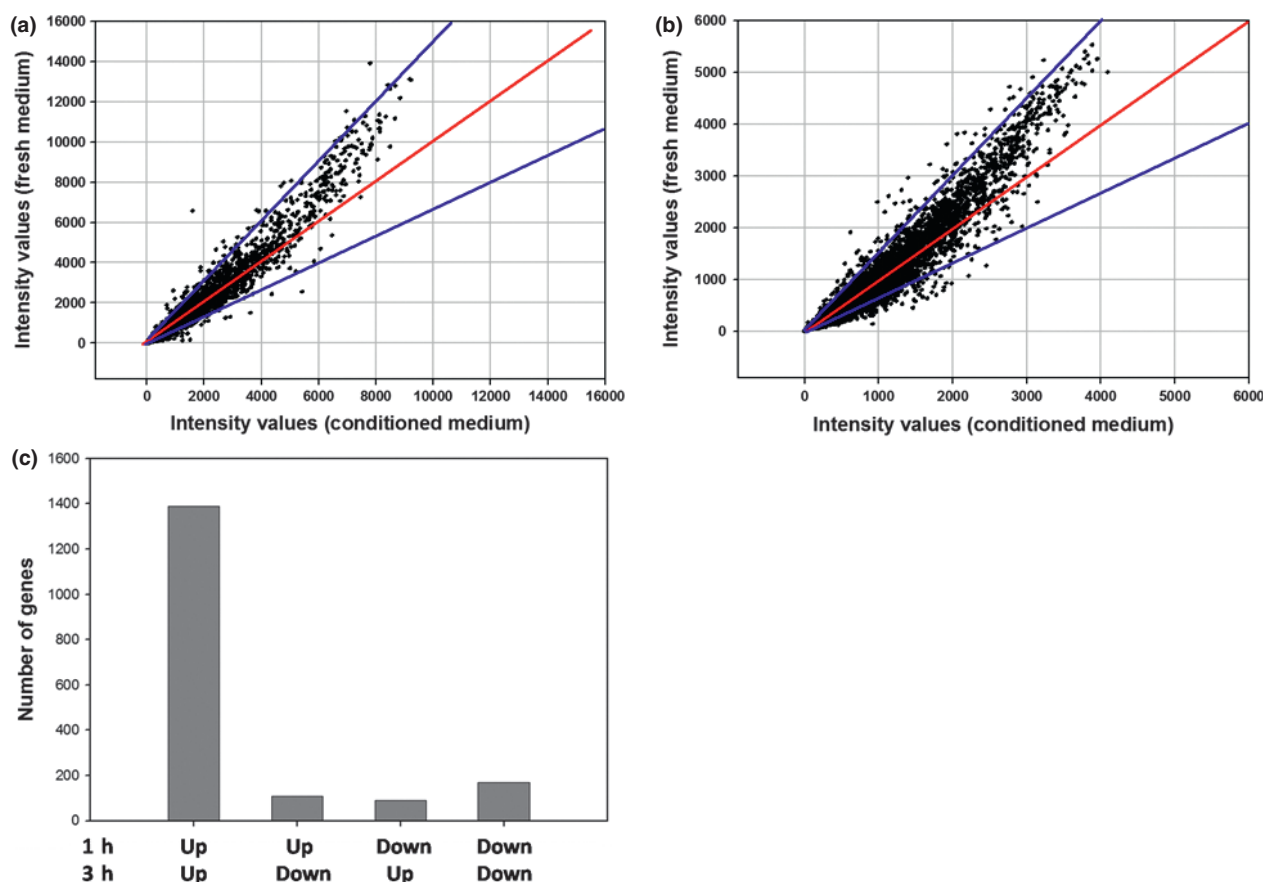 (a)
16000
14000
12000
10000
8000
6000
4000
2000
0
Intensity values (fresh medium)
0 2000 4000 6000 8000 10000 12000 14000 16000
Intensity values (conditioned medium)
(b)
6000
5000
4000
3000
2000
1000
0
Intensity values (fresh medium)
0 1000 2000 3000 4000 5000 6000
Intensity values (conditioned medium)
(c)
1600
1400
1200
1000
800
600
400
200
0
Number of genes
1 h Up Up Down Down
3 h Up Down Up Down